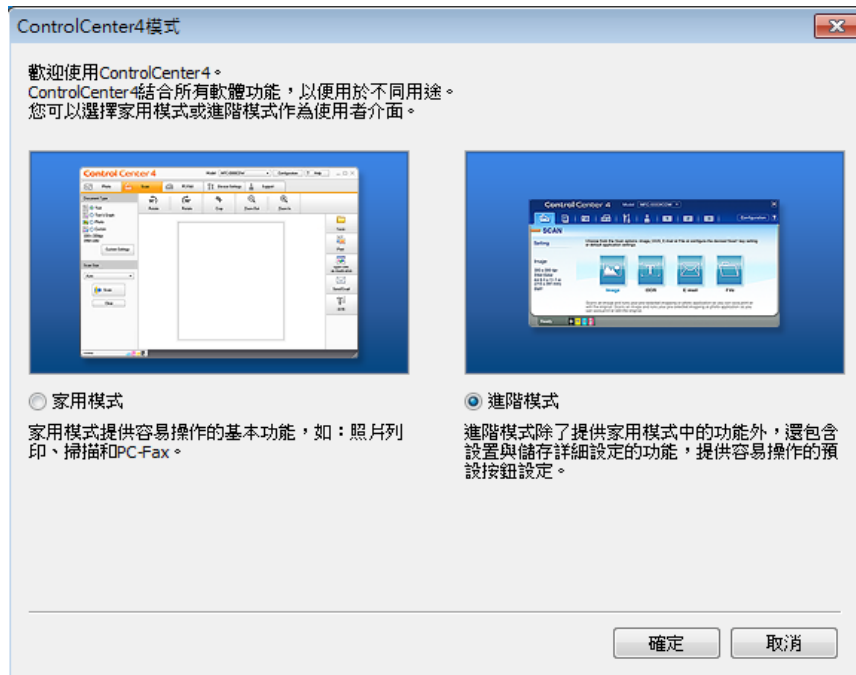 ControlCenter4模式
歡迎使用ControlCenter4。
ControlCenter4結合所有軟體功能，以便用於不同用途。
您可以選擇家用模式或進階模式作為使用者介面。
Control Center 4
Control Center 4
SCAN
Setting
Image
Image
OCR
E-mail
File
家用模式
家用模式提供容易操作的基本功能，如：照片列
印、掃描和PC-Fax。
進階模式
進階模式除了提供家用模式中的功能外，還包含
設置與儲存詳細設定的功能，提供容易操作的預
設按鈕設定。
確定
取消